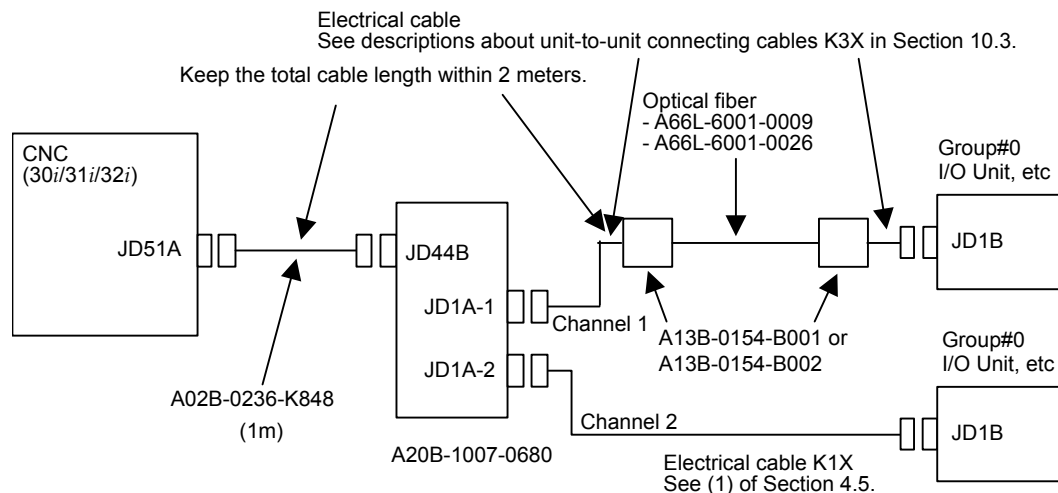 Electrical cable
See descriptions about unit-to-unit connecting cables K3X in Section 10.3.
Keep the total cable length within 2 meters.
Optical fiber
- A66L-6001-0009
- A66L-6001-0026
CNC
(30i/31i/32i)
Group#0
I/O Unit, etc
JD51A
JD44B
JD1B
JD1A-1
Channel 1
A13B-0154-B001 or
A13B-0154-B002
JD1A-2
Group#0
I/O Unit, etc
A02B-0236-K848
(1m)
Channel 2
JD1B
A20B-1007-0680
Electrical cable K1X
See (1) of Section 4.5.